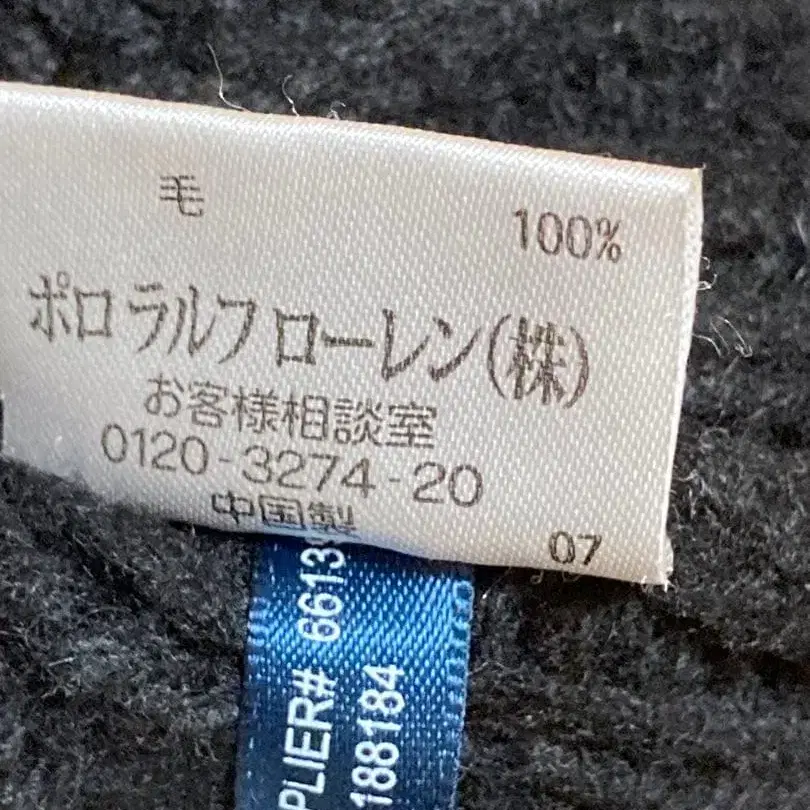 毛 100%
ポロ ラルフ ローレン(株)
お客様相談室
0120-3274-20
中国製
07
PLIER# 6613
188184